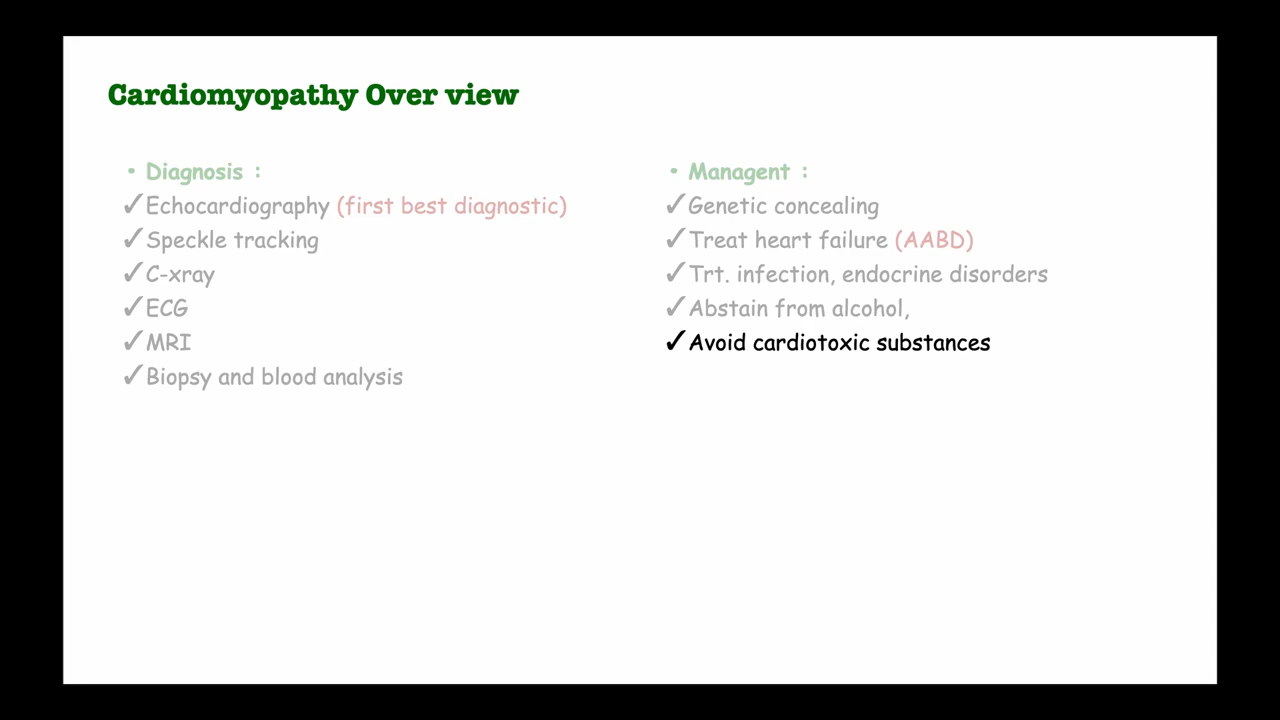 Cardiomyopathy Over view
• Diagnosis :
✓Echocardiography (first best diagnostic)
✓Speckle tracking
✓C-xray
✓ECG
✓MRI
✓Biopsy and blood analysis
• Managent :
✓Genetic concealing
✓Treat heart failure (AABD)
✓Trt. infection, endocrine disorders
✓Abstain from alcohol,
✓Avoid cardiotoxic substances